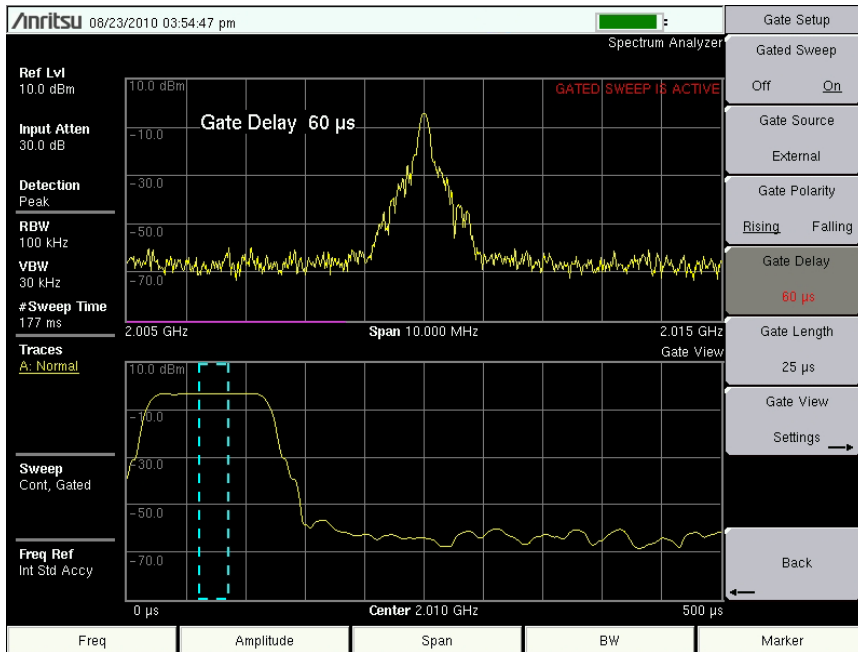 Anritsu 08/23/2010 03:54:47 pm
Spectrum Analyzer
Ref Lvl
10.0 dBm
Input Atten
30.0 dB
Detection
Peak
RBW
100 kHz
VBW
30 kHz
#Sweep Time
177 ms
Traces
A: Normal
Sweep
Cont, Gated
Freq Ref
Int Std Accy
10.0 dBm
GATED SWEEP IS ACTIVE
Gate Delay 60 µs
-10.0
-30.0
-50.0
-70.0
2.005 GHz
Span 10.000 MHz
2.015 GHz
Gate View
10.0 dBm
-10.0
-30.0
-50.0
-70.0
0 µs
Center 2.010 GHz
500 µs
Gate Setup
Gated Sweep
Off On
Gate Source
External
Gate Polarity
Rising Falling
Gate Delay
60 µs
Gate Length
25 µs
Gate View
Settings
Back
Freq
Amplitude
Span
BW
Marker